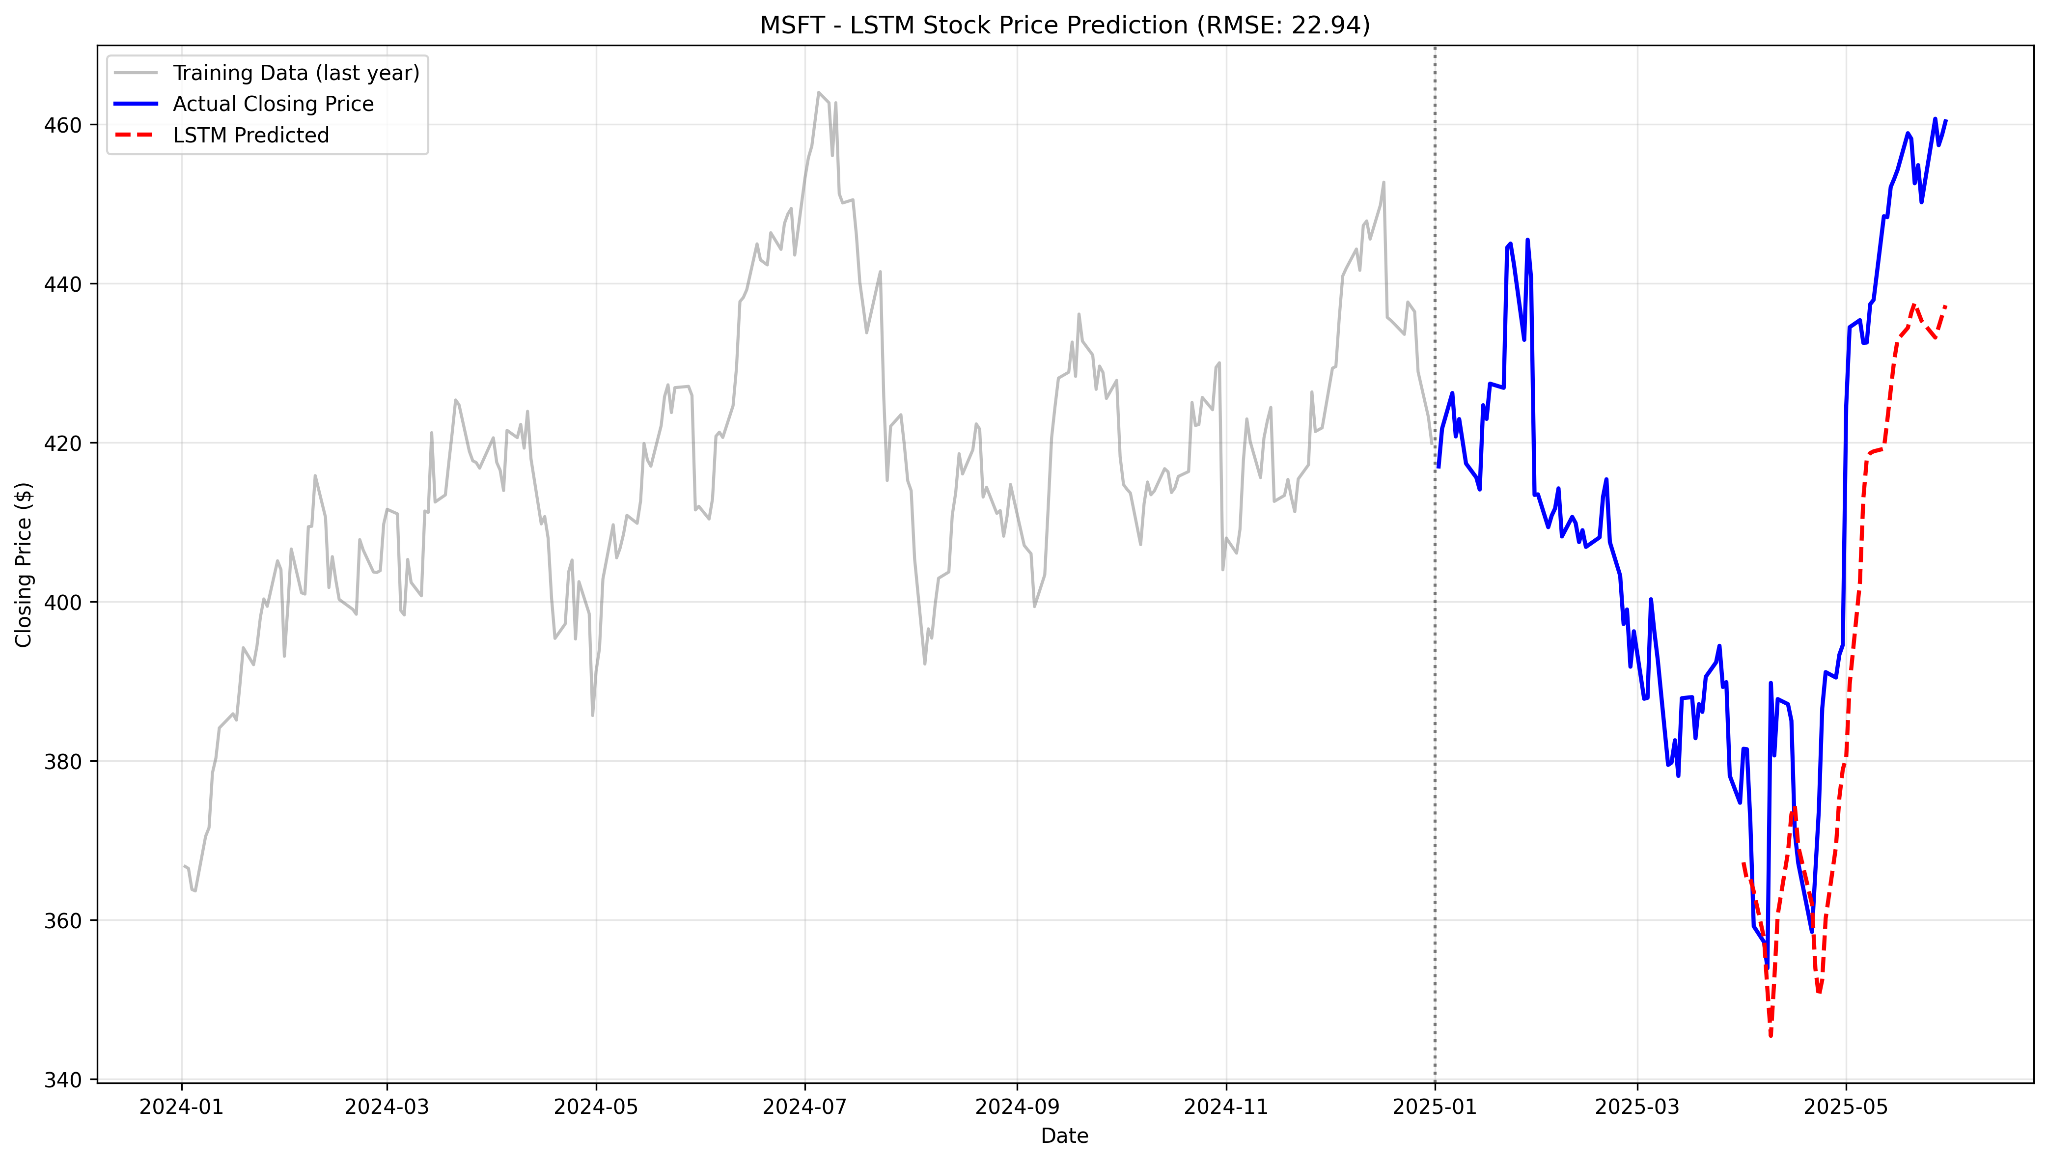 MSFT - LSTM Stock Price Prediction (RMSE: 22.94)
Training Data (last year)
Actual Closing Price
LSTM Predicted
Closing Price ($)
460
440
420
400
380
360
340
2024-01
2024-03
2024-05
2024-07
2024-09
2024-11
2025-01
2025-03
2025-05
Date